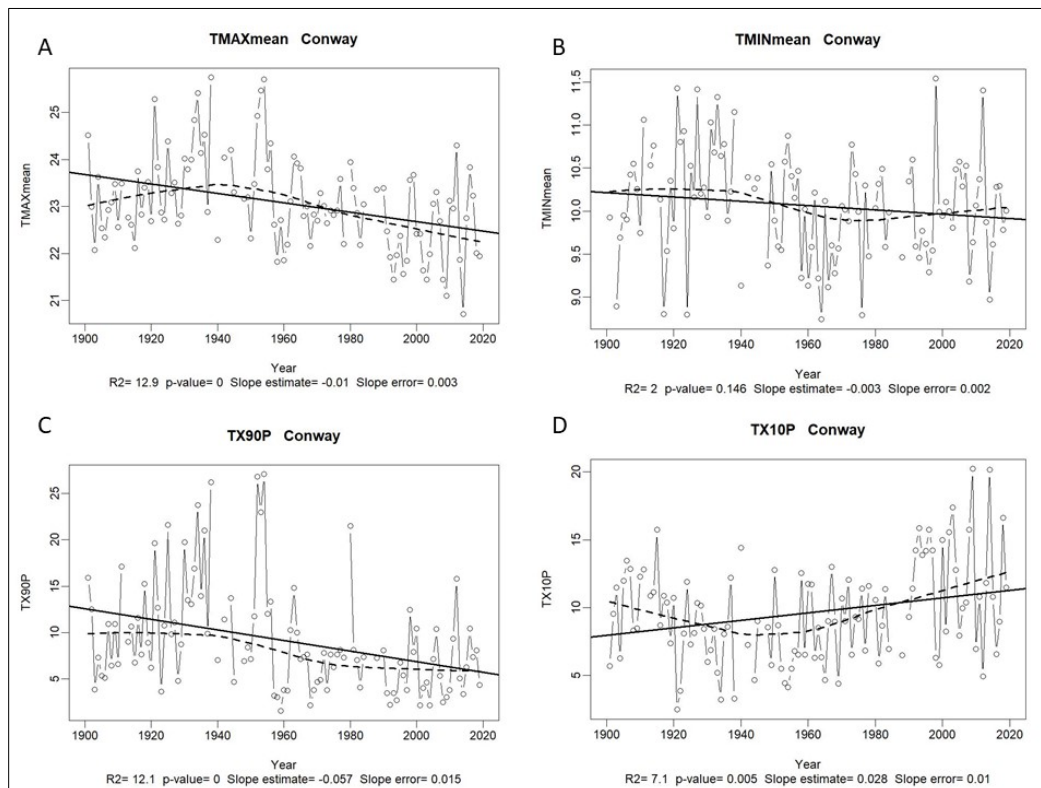 A
TMAXmean Conway
TMAXmean
25
24
23
22
21
1900 1920 1940 1960 1980 2000 2020
Year
R2= 12.9 p-value= 0 Slope estimate= -0.01 Slope error= 0.003
B
TMINmean Conway
TMINmean
11.5
11.0
10.5
10.0
9.5
9.0
1900 1920 1940 1960 1980 2000 2020
Year
R2= 2 p-value= 0.146 Slope estimate= -0.003 Slope error= 0.002
C
TX90P Conway
TX90P
25
20
15
10
5
1900 1920 1940 1960 1980 2000 2020
Year
R2= 12.1 p-value= 0 Slope estimate= -0.057 Slope error= 0.015
D
TX10P Conway
TX10P
20
15
10
5
1900 1920 1940 1960 1980 2000 2020
Year
R2= 7.1 p-value= 0.005 Slope estimate= 0.028 Slope error= 0.01